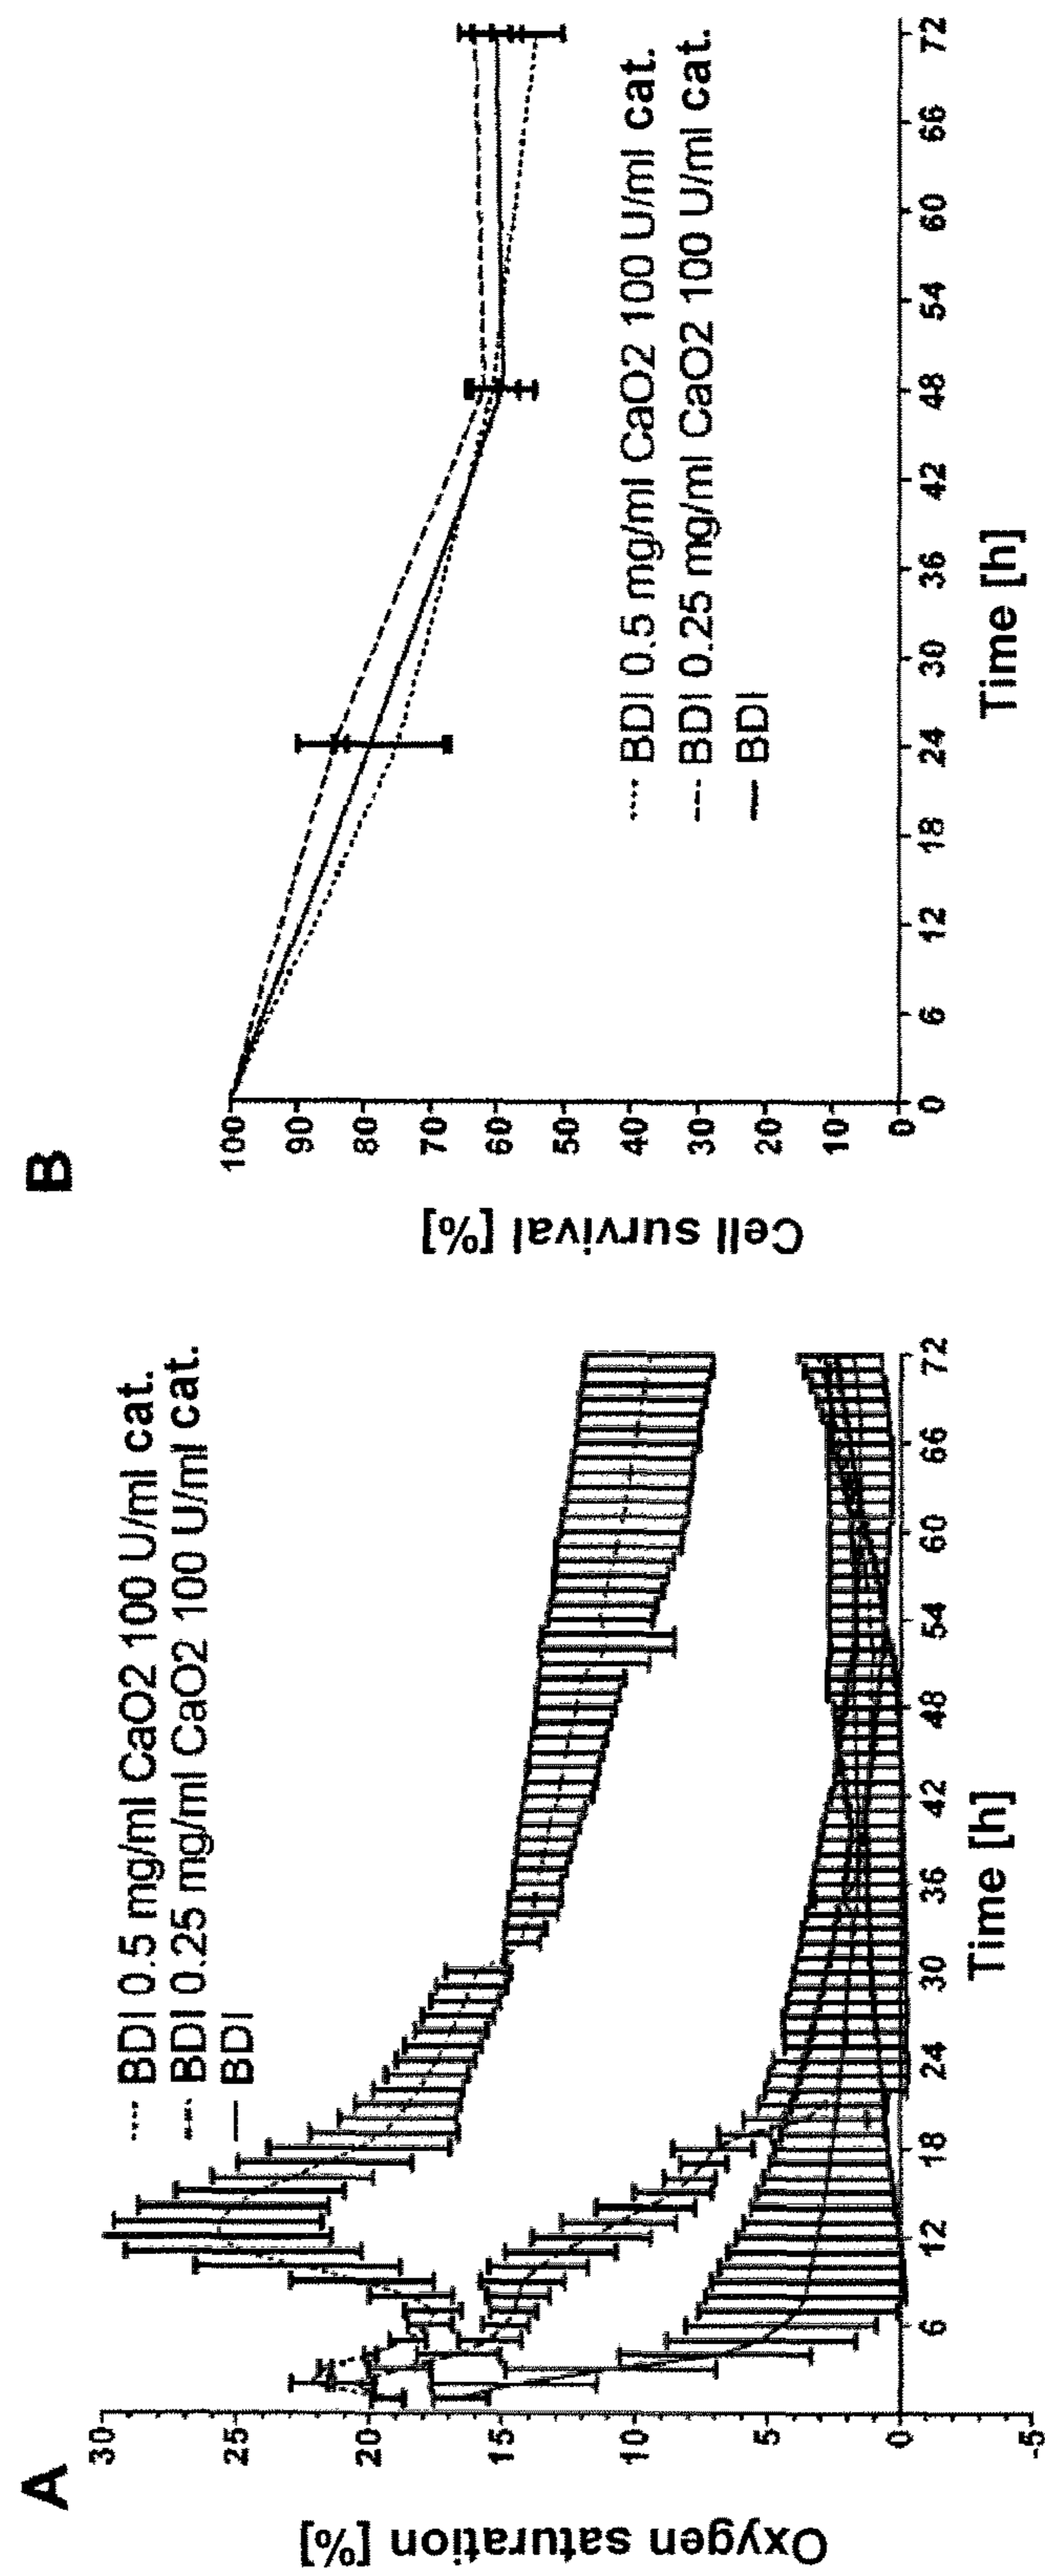 A
Oxygen saturation [%]
30
25
20
15
10
5
0
-5
BDI 0.5 mg/ml CaO2 100 U/ml cat.
BDI 0.25 mg/ml CaO2 100 U/ml cat.
BDI
6 12 18 24 30 36 42 48 54 60 66 72
Time [h]
B
Cell survival [%]
100
90
80
70
60
50
40
30
20
10
0
BDI 0.5 mg/ml CaO2 100 U/ml cat.
BDI 0.25 mg/ml CaO2 100 U/ml cat.
BDI
0 6 12 18 24 30 36 42 48 54 60 66 72
Time [h]